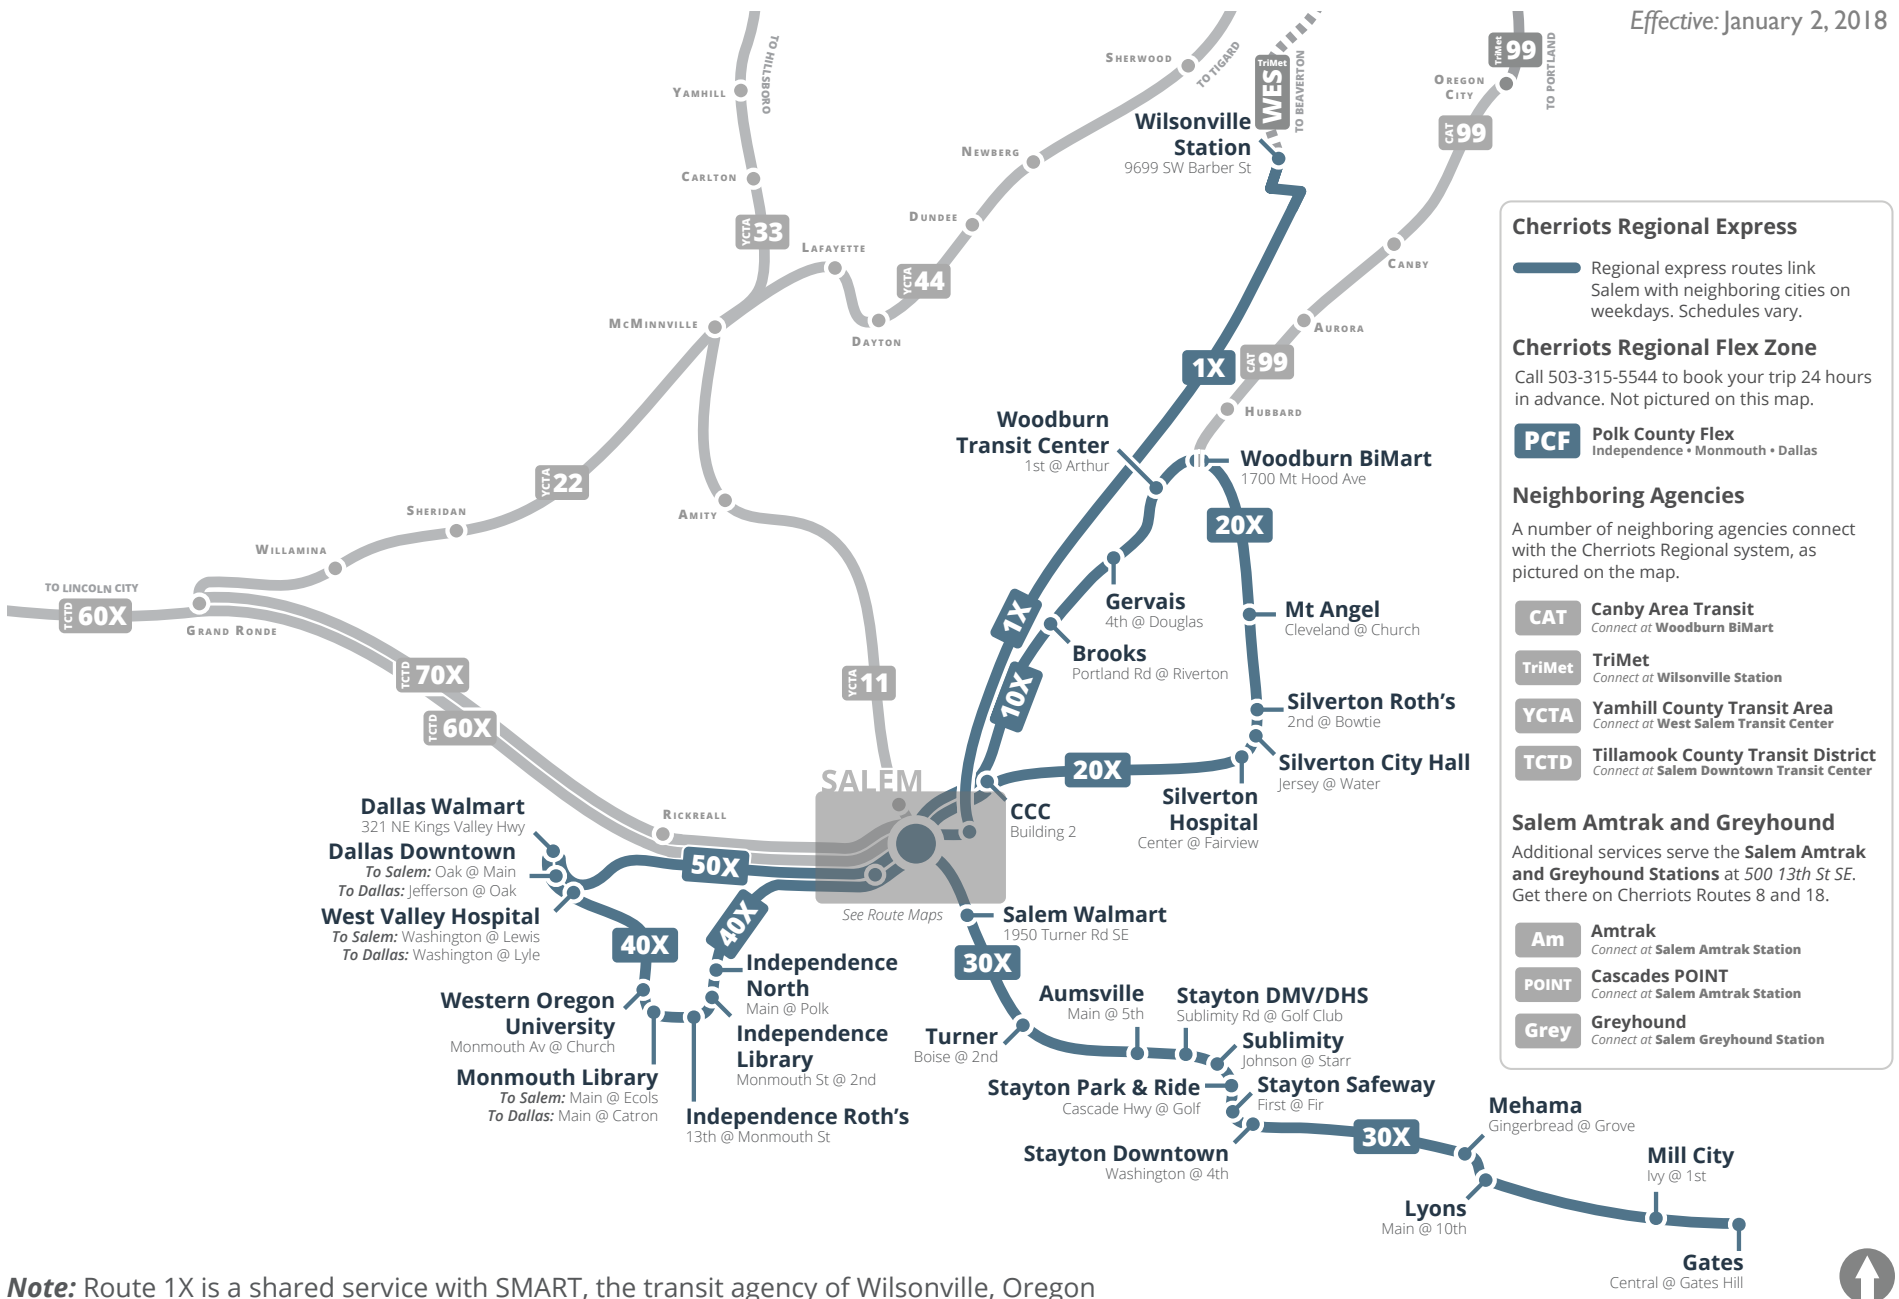 Effective: January 2, 2018
TO HILLSBORO
YAMHILL
CARLTON
YCTA 33
SHERWOOD
TO TIGARD
NEWBERG
DUNDEE
LAFAYETTE
YCTA 44
MCMINNVILLE
DAYTON
TriMet
WES
TO BEAVERTON
Wilsonville
Station
9699 SW Barber St
TriMet 99
TO PORTLAND
OREGON
CITY
CAT 99
CANBY
AURORA
1X
CAT 99
HUBBARD
Woodburn
Transit Center
1st @ Arthur
Woodburn BiMart
1700 Mt Hood Ave
20X
YCTA 22
SHERIDAN
AMITY
WILLAMINA
TO LINCOLN CITY
TCTD 60X
GRAND RONDE
TCTD 70X
TCTD 60X
YCTA 11
1X
10X
Gervais
4th @ Douglas
Brooks
Portland Rd @ Riverton
Mt Angel
Cleveland @ Church
Silverton Roth's
2nd @ Bowtie
Silverton City Hall
Jersey @ Water
20X
Silverton
Hospital
Center @ Fairview
SALEM
CCC
Building 2
RICKREALL
See Route Maps
Dallas Walmart
321 NE Kings Valley Hwy
Dallas Downtown
To Salem: Oak @ Main
To Dallas: Jefferson @ Oak
West Valley Hospital
To Salem: Washington @ Lewis
To Dallas: Washington @ Lyle
50X
40X
40X
Western Oregon
University
Monmouth Av @ Church
Monmouth Library
To Salem: Main @ Ecols
To Dallas: Main @ Catron
Independence
North
Main @ Polk
Independence
Library
Monmouth St @ 2nd
Independence Roth's
13th @ Monmouth St
Salem Walmart
1950 Turner Rd SE
30X
Turner
Boise @ 2nd
Aumsville
Main @ 5th
Stayton DMV/DHS
Sublimity Rd @ Golf Club
Sublimity
Johnson @ Starr
Stayton Park & Ride
Cascade Hwy @ Golf
Stayton Safeway
First @ Fir
Stayton Downtown
Washington @ 4th
30X
Mehama
Gingerbread @ Grove
Lyons
Main @ 10th
Mill City
Ivy @ 1st
Gates
Central @ Gates Hill
Cherriots Regional Express
Regional express routes link
Salem with neighboring cities on
weekdays. Schedules vary.
Cherriots Regional Flex Zone
Call 503-315-5544 to book your trip 24 hours
in advance. Not pictured on this map.
PCF
Polk County Flex
Independence • Monmouth • Dallas
Neighboring Agencies
A number of neighboring agencies connect
with the Cherriots Regional system, as
pictured on the map.
CAT
Canby Area Transit
Connect at Woodburn BiMart
TriMet
TriMet
Connect at Wilsonville Station
YCTA
Yamhill County Transit Area
Connect at West Salem Transit Center
TCTD
Tillamook County Transit District
Connect at Salem Downtown Transit Center
Salem Amtrak and Greyhound
Additional services serve the Salem Amtrak
and Greyhound Stations at 500 13th St SE.
Get there on Cherriots Routes 8 and 18.
Am
Amtrak
Connect at Salem Amtrak Station
POINT
Cascades POINT
Connect at Salem Amtrak Station
Grey
Greyhound
Connect at Salem Greyhound Station
Note: Route 1X is a shared service with SMART, the transit agency of Wilsonville, Oregon